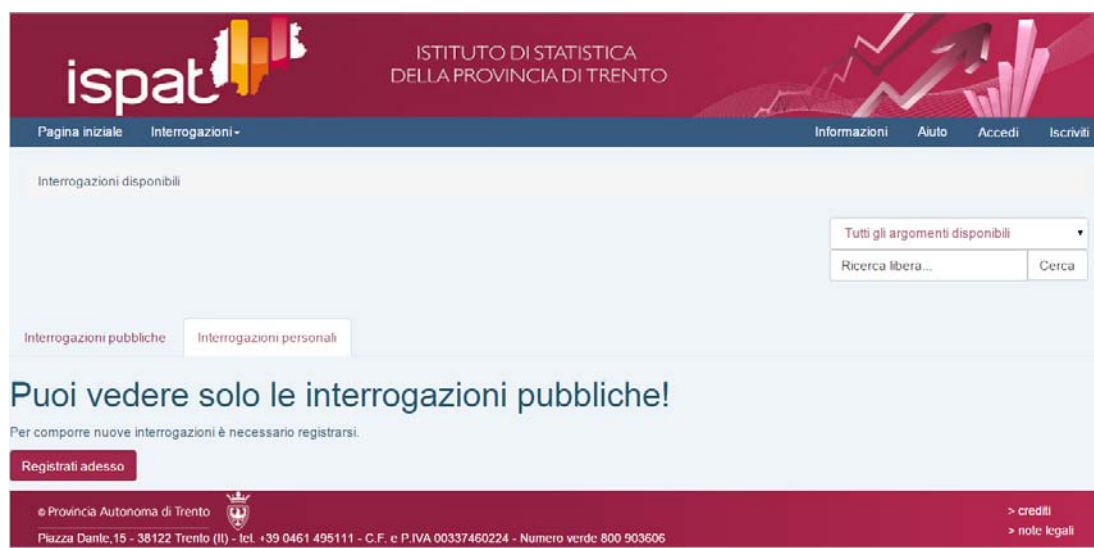 ispat
ISTITUTO DI STATISTICA
DELLA PROVINCIA DI TRENTO
Pagina iniziale Interrogazioni Informazioni Aiuto Accedi Iscriviti
Interrogazioni disponibili
Tutti gli argomenti disponibili
Ricerca libera... Cerca
Interrogazioni pubbliche Interrogazioni personali
Puoi vedere solo le interrogazioni pubbliche!
Per comporre nuove interrogazioni è necessario registrarsi.
Registrati adesso
© Provincia Autonoma di Trento > crediti
Piazza Dante,15 - 38122 Trento (It) - tel. +39 0461 495111 - C.F. e P.IVA 00337460224 - Numero verde 800 903606 > note legali